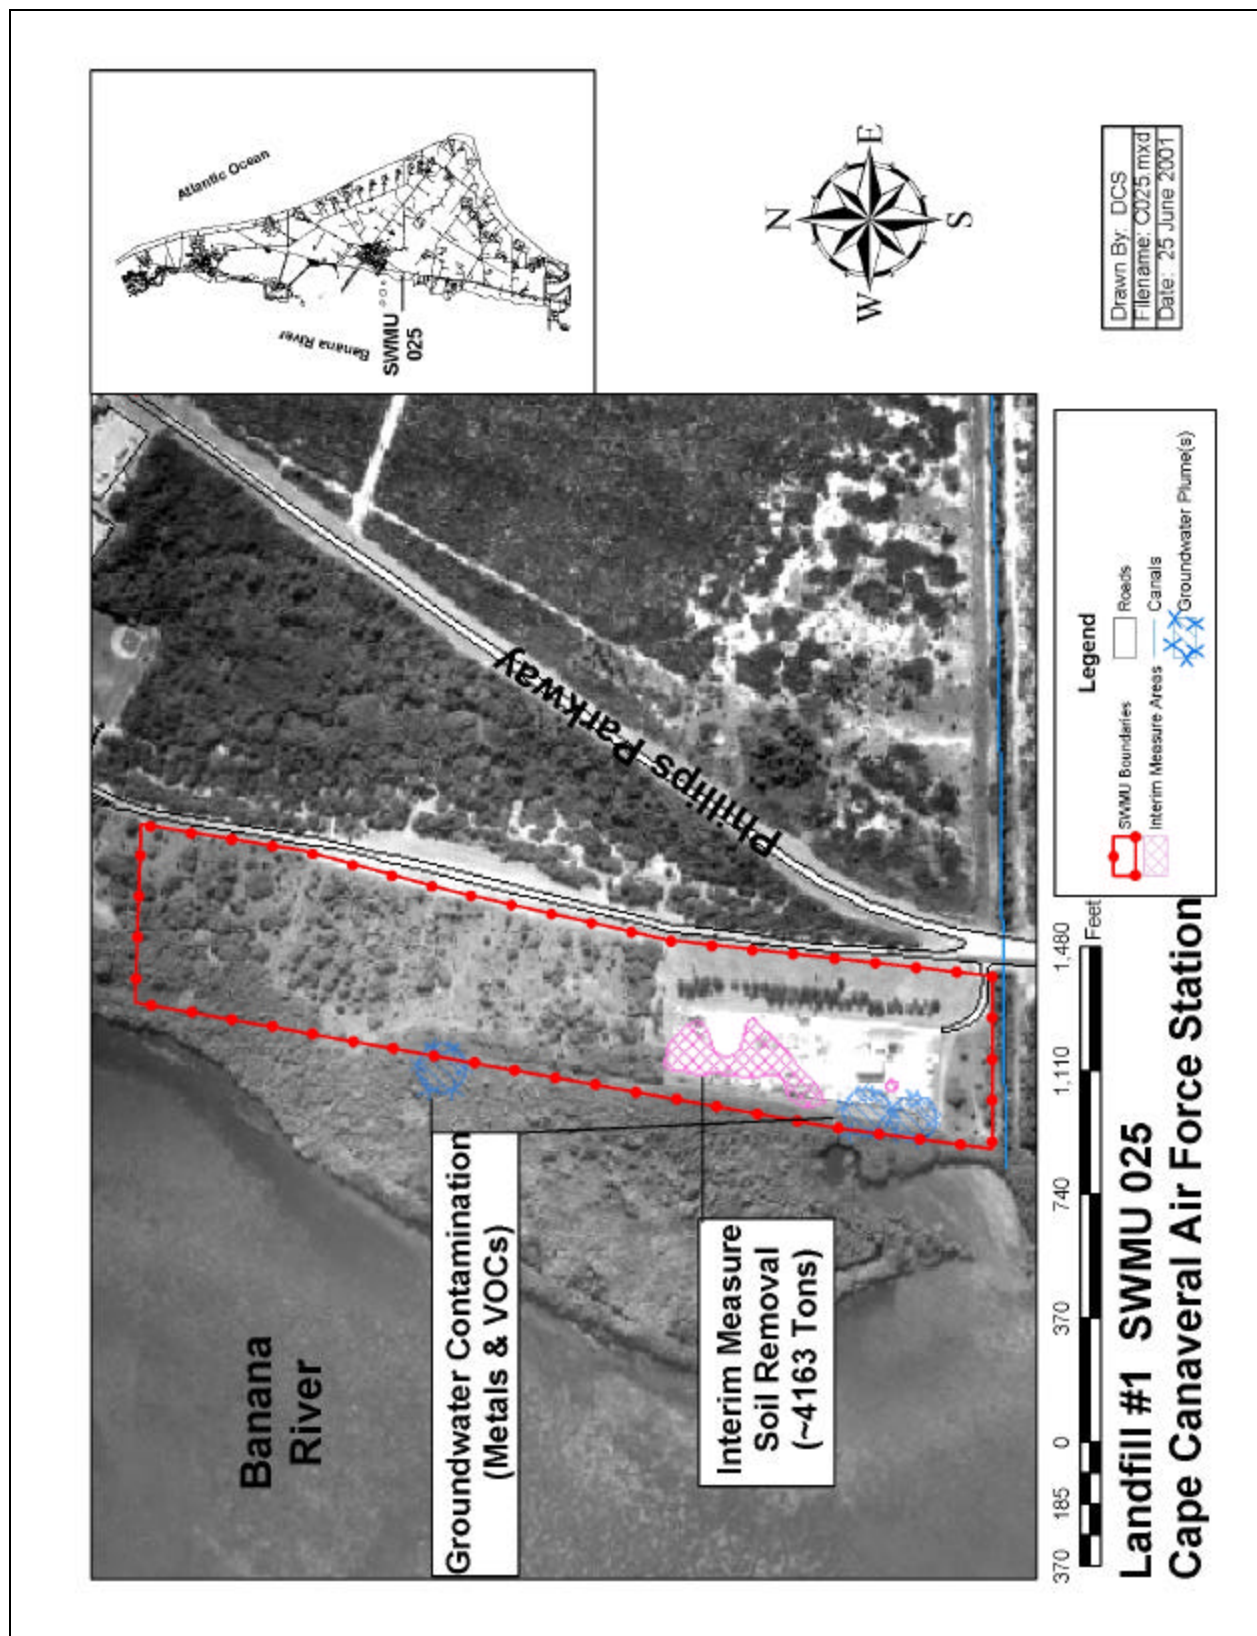 Atlantic Ocean
Banana River
SWMU
025
N
E
S
W
Drawn By: DCS
Filename: C025.mxd
Date: 25 June 2001
Phillips Parkway
Banana
River
Groundwater Contamination
(Metals & VOCs)
Interim Measure
Soil Removal
(~4163 Tons)
Legend
SWMU Boundaries
Roads
Interim Measure Areas
Canals
Groundwater Plume(s)
370 185 0 370 740 1,110 1,480
Feet
Landfill #1 SWMU 025
Cape Canaveral Air Force Station